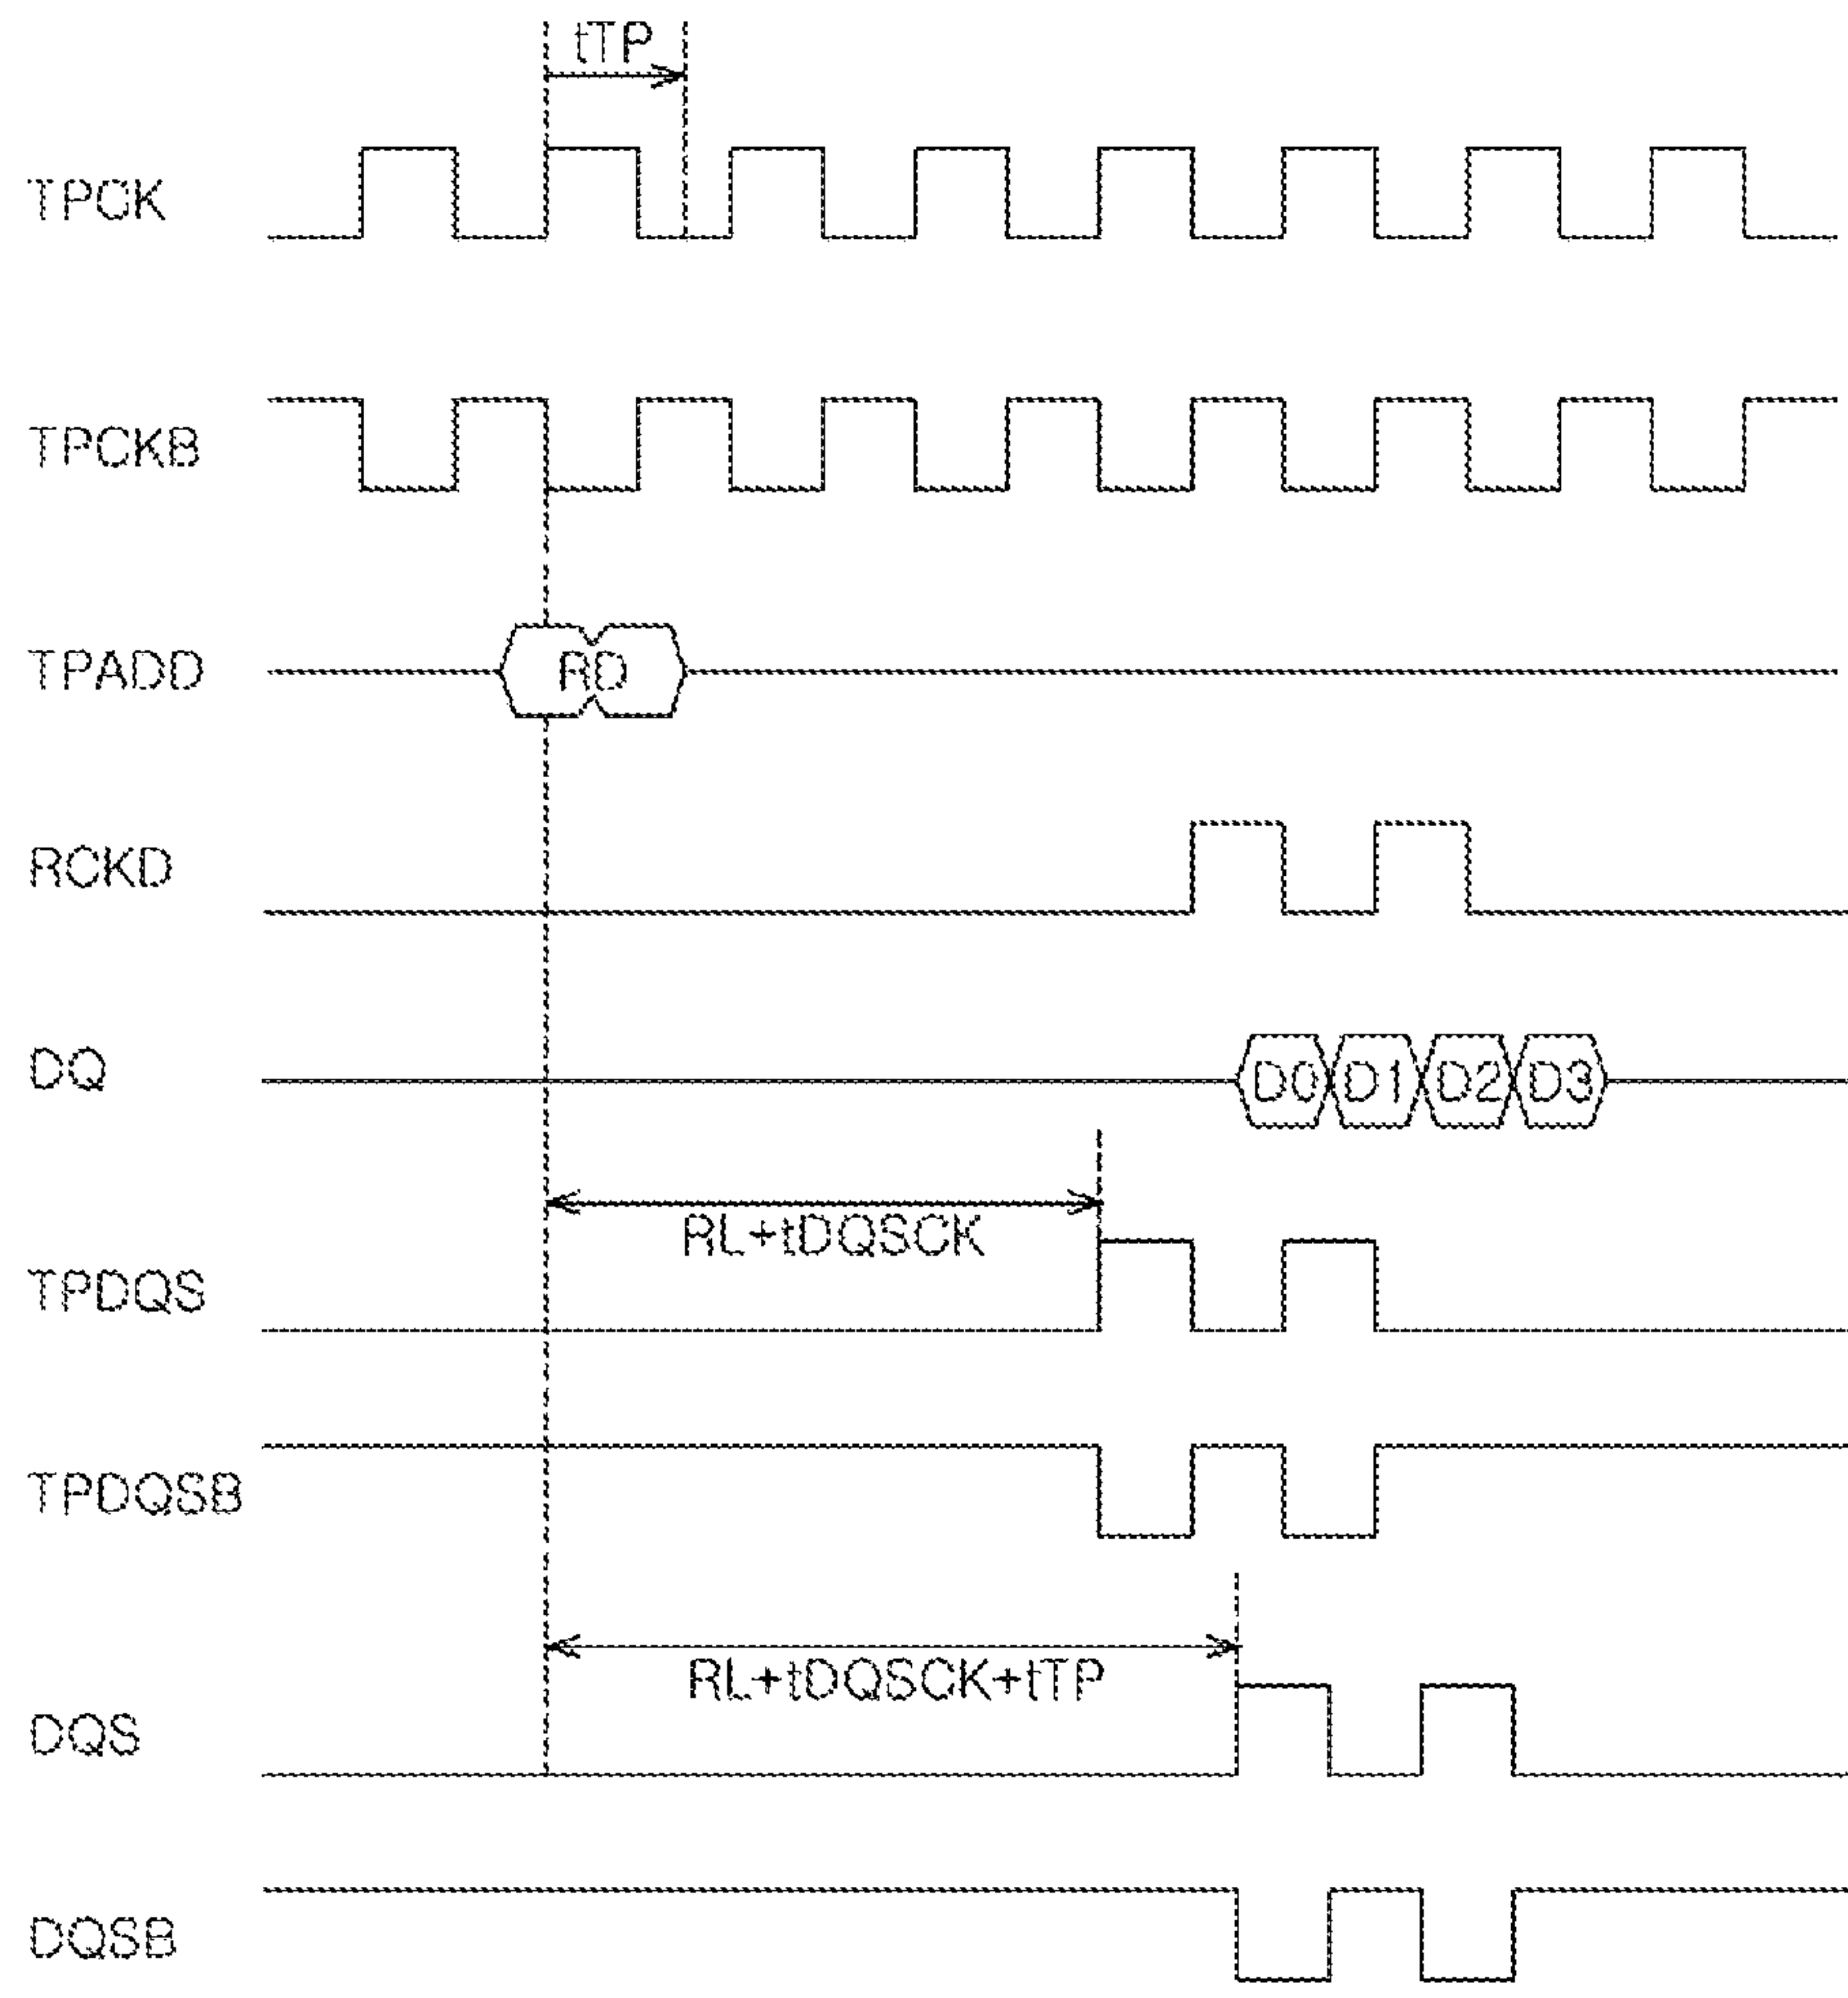 tTP
TPCK
TPCKB
TPADD
RD
RCKD
DQ
D0 D1 D2 D3
RL+tDQSCK
TPDQS
TPDQSB
RL+tDQSCK+tTP
DQS
DQSB